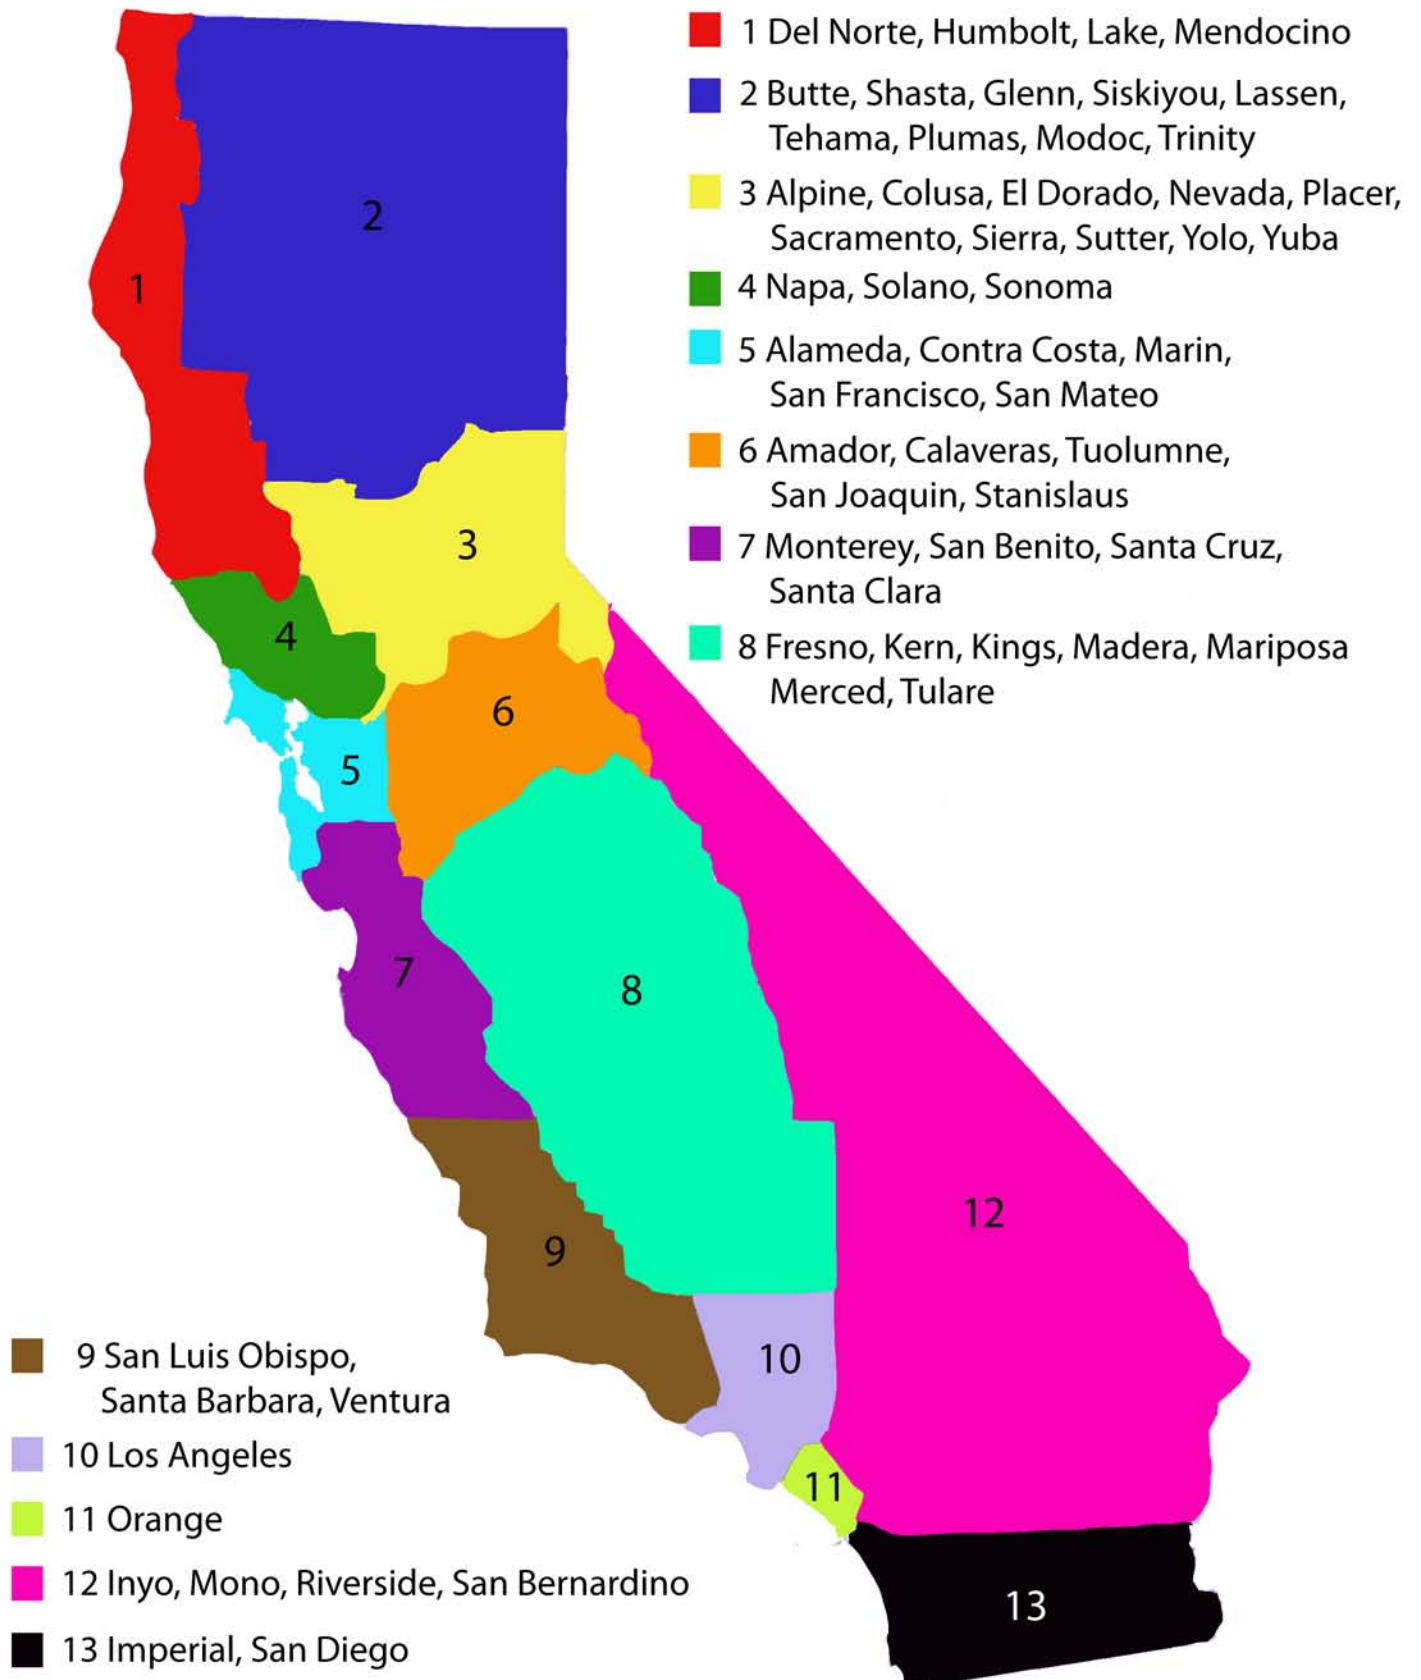 1 Del Norte, Humbolt, Lake, Mendocino
2 Butte, Shasta, Glenn, Siskiyou, Lassen,
Tehama, Plumas, Modoc, Trinity
3 Alpine, Colusa, El Dorado, Nevada, Placer,
Sacramento, Sierra, Sutter, Yolo, Yuba
4 Napa, Solano, Sonoma
5 Alameda, Contra Costa, Marin,
San Francisco, San Mateo
6 Amador, Calaveras, Tuolumne,
San Joaquin, Stanislaus
7 Monterey, San Benito, Santa Cruz,
Santa Clara
8 Fresno, Kern, Kings, Madera, Mariposa
Merced, Tulare
2
1
3
4
6
5
7
8
12
9
10
11
13
9 San Luis Obispo,
Santa Barbara, Ventura
10 Los Angeles
11 Orange
12 Inyo, Mono, Riverside, San Bernardino
13 Imperial, San Diego